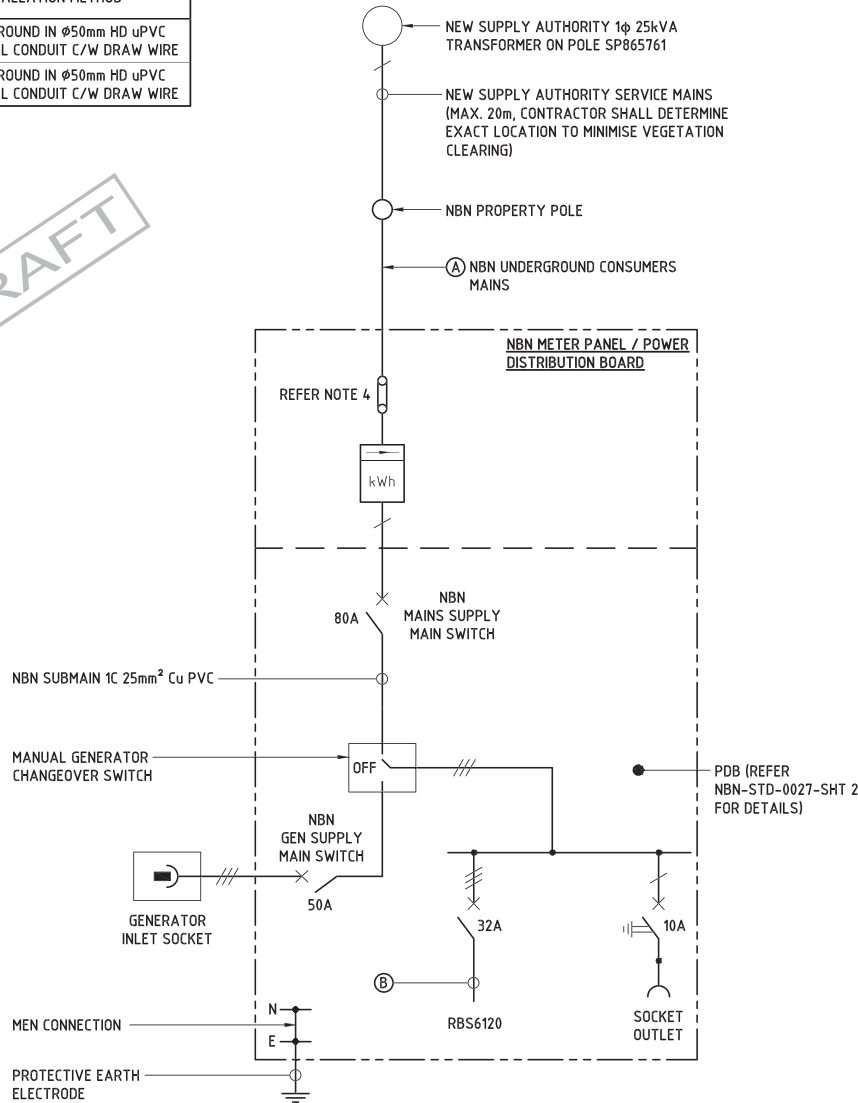 ROUND IN Ø50mm HD uPVC
L CONDUIT C/W DRAW WIRE
ROUND IN Ø50mm HD uPVC
L CONDUIT C/W DRAW WIRE
NEW SUPPLY AUTHORITY 1ϕ 25kVA
TRANSFORMER ON POLE SP865761
NEW SUPPLY AUTHORITY SERVICE MAINS
(MAX. 20m, CONTRACTOR SHALL DETERMINE
EXACT LOCATION TO MINIMISE VEGETATION
CLEARING)
RAFT
NBN PROPERTY POLE
A NBN UNDERGROUND CONSUMERS
MAINS
NBN METER PANEL / POWER
DISTRIBUTION BOARD
REFER NOTE 4
kWh
80A
NBN
MAINS SUPPLY
MAIN SWITCH
NBN SUBMAIN 1C 25mm² Cu PVC
MANUAL GENERATOR
CHANGEOVER SWITCH
OFF
PDB (REFER
NBN-STD-0027-SHT 2
FOR DETAILS)
NBN
GEN SUPPLY
MAIN SWITCH
50A
GENERATOR
INLET SOCKET
32A
10A
B
RBS6120
SOCKET
OUTLET
N
MEN CONNECTION
E
PROTECTIVE EARTH
ELECTRODE